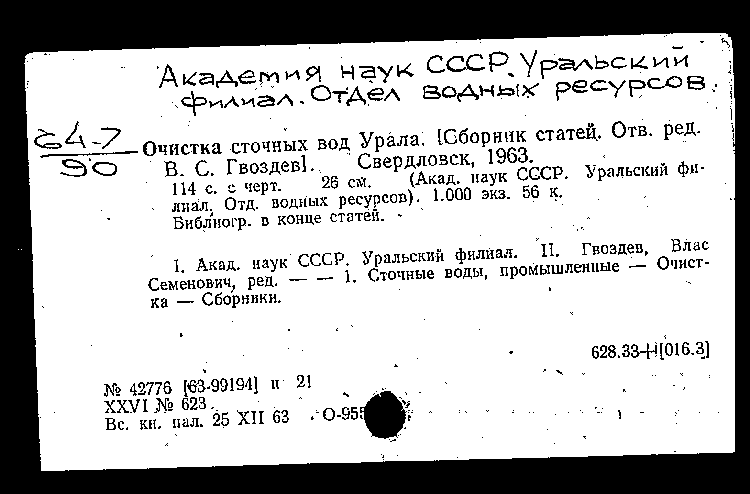 Академия наук СССР. Уральский
филиал. Отдел водных ресурсов.
64-7
90
Очистка сточных вод Урала. [Сборник статей. Отв. ред.
В. С. Гвоздев]. Свердловск, 1963.
114 с. с черт. 26 см. (Акад. наук СССР. Уральский фи-
лиал, Отд. водных ресурсов). 1.000 экз. 56 к.
Библиогр. в конце статей.
I. Акад. наук СССР. Уральский филиал. II. Гвоздев, Влас
Семенович, ред. — — 1. Сточные воды, промышленные — Очист-
ка — Сборники.
628.33+[016.3]
№ 42776 [63-99194] п 21
XXVI № 623
Вс. кн. пал. 25 XII 63 О-955